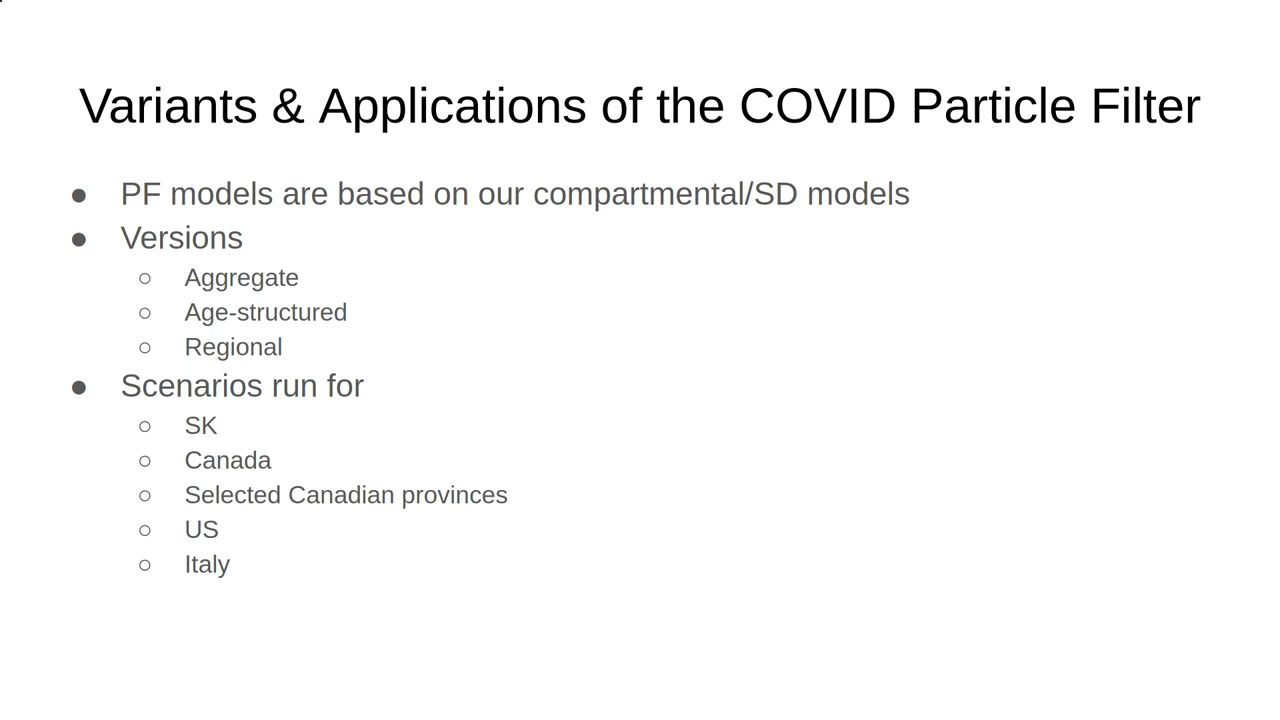 Variants & Applications of the COVID Particle Filter
● PF models are based on our compartmental/SD models
● Versions
○ Aggregate
○ Age-structured
○ Regional
● Scenarios run for
○ SK
○ Canada
○ Selected Canadian provinces
○ US
○ Italy